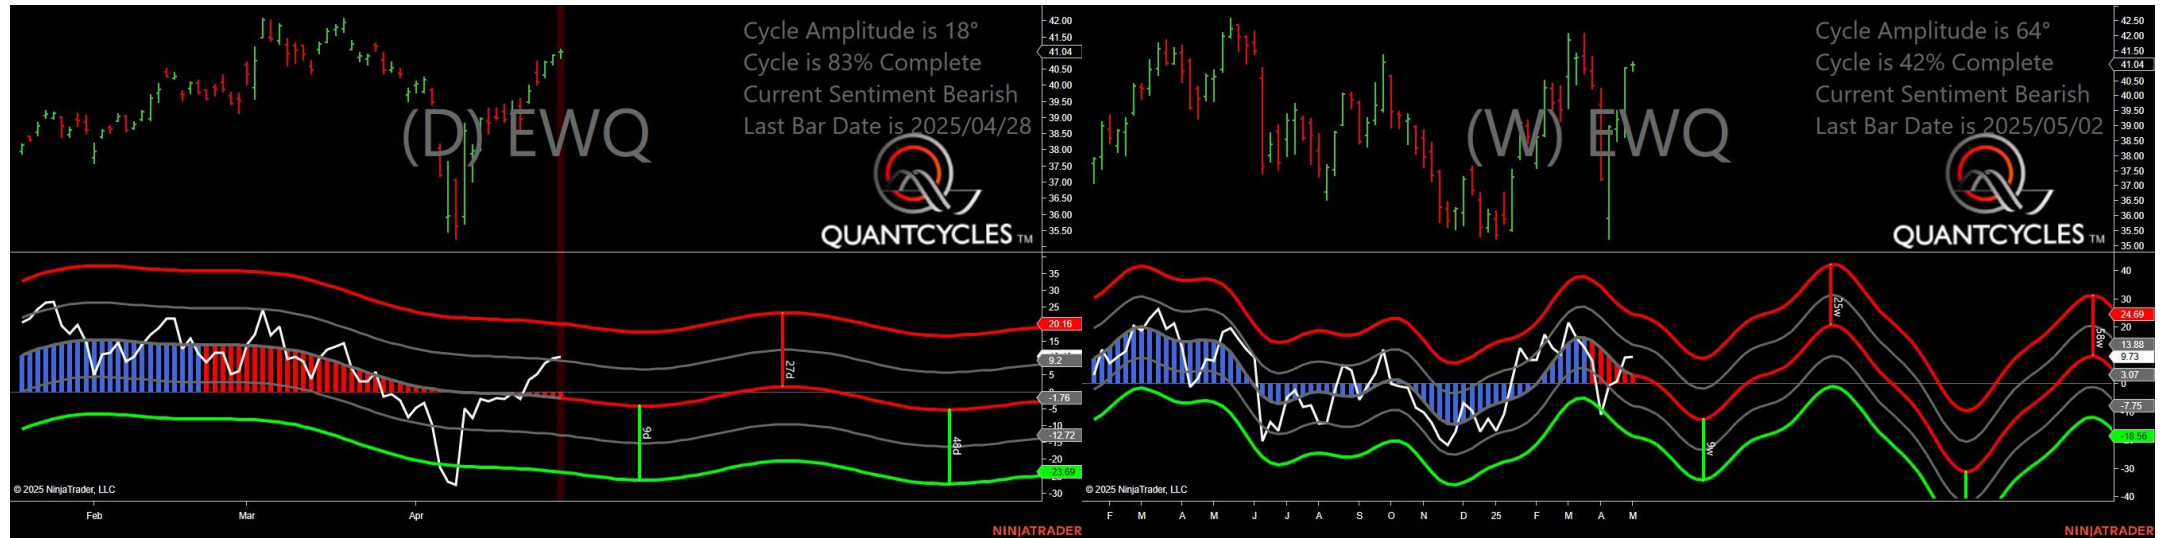 Cycle Amplitude is 18°
Cycle is 83% Complete
Current Sentiment Bearish
Last Bar Date is 2025/04/28
(D) EWQ
QUANTCYCLES TM
42.00
41.50
41.04
40.50
40.00
39.50
39.00
38.50
38.00
37.50
37.00
36.50
36.00
35.50
35
30
25
20.16
15
9.2
5
0
-1.76
-5
-10
-12.72
-15
-20
-23.69
-30
27d
9d
48d
© 2025 NinjaTrader, LLC
Feb Mar Apr
NINJATRADER
Cycle Amplitude is 64°
Cycle is 42% Complete
Current Sentiment Bearish
Last Bar Date is 2025/05/02
(W) EWQ
QUANTCYCLES TM
42.50
42.00
41.50
41.04
40.50
40.00
39.50
39.00
38.50
38.00
37.50
37.00
36.50
36.00
35.50
35.00
40
30
24.69
20
13.88
9.73
3.07
0
-7.75
-18.56
-30
-40
25w
58w
9w
© 2025 NinjaTrader, LLC
F M A M J J A S O N D 25 F M A M
NINJATRADER